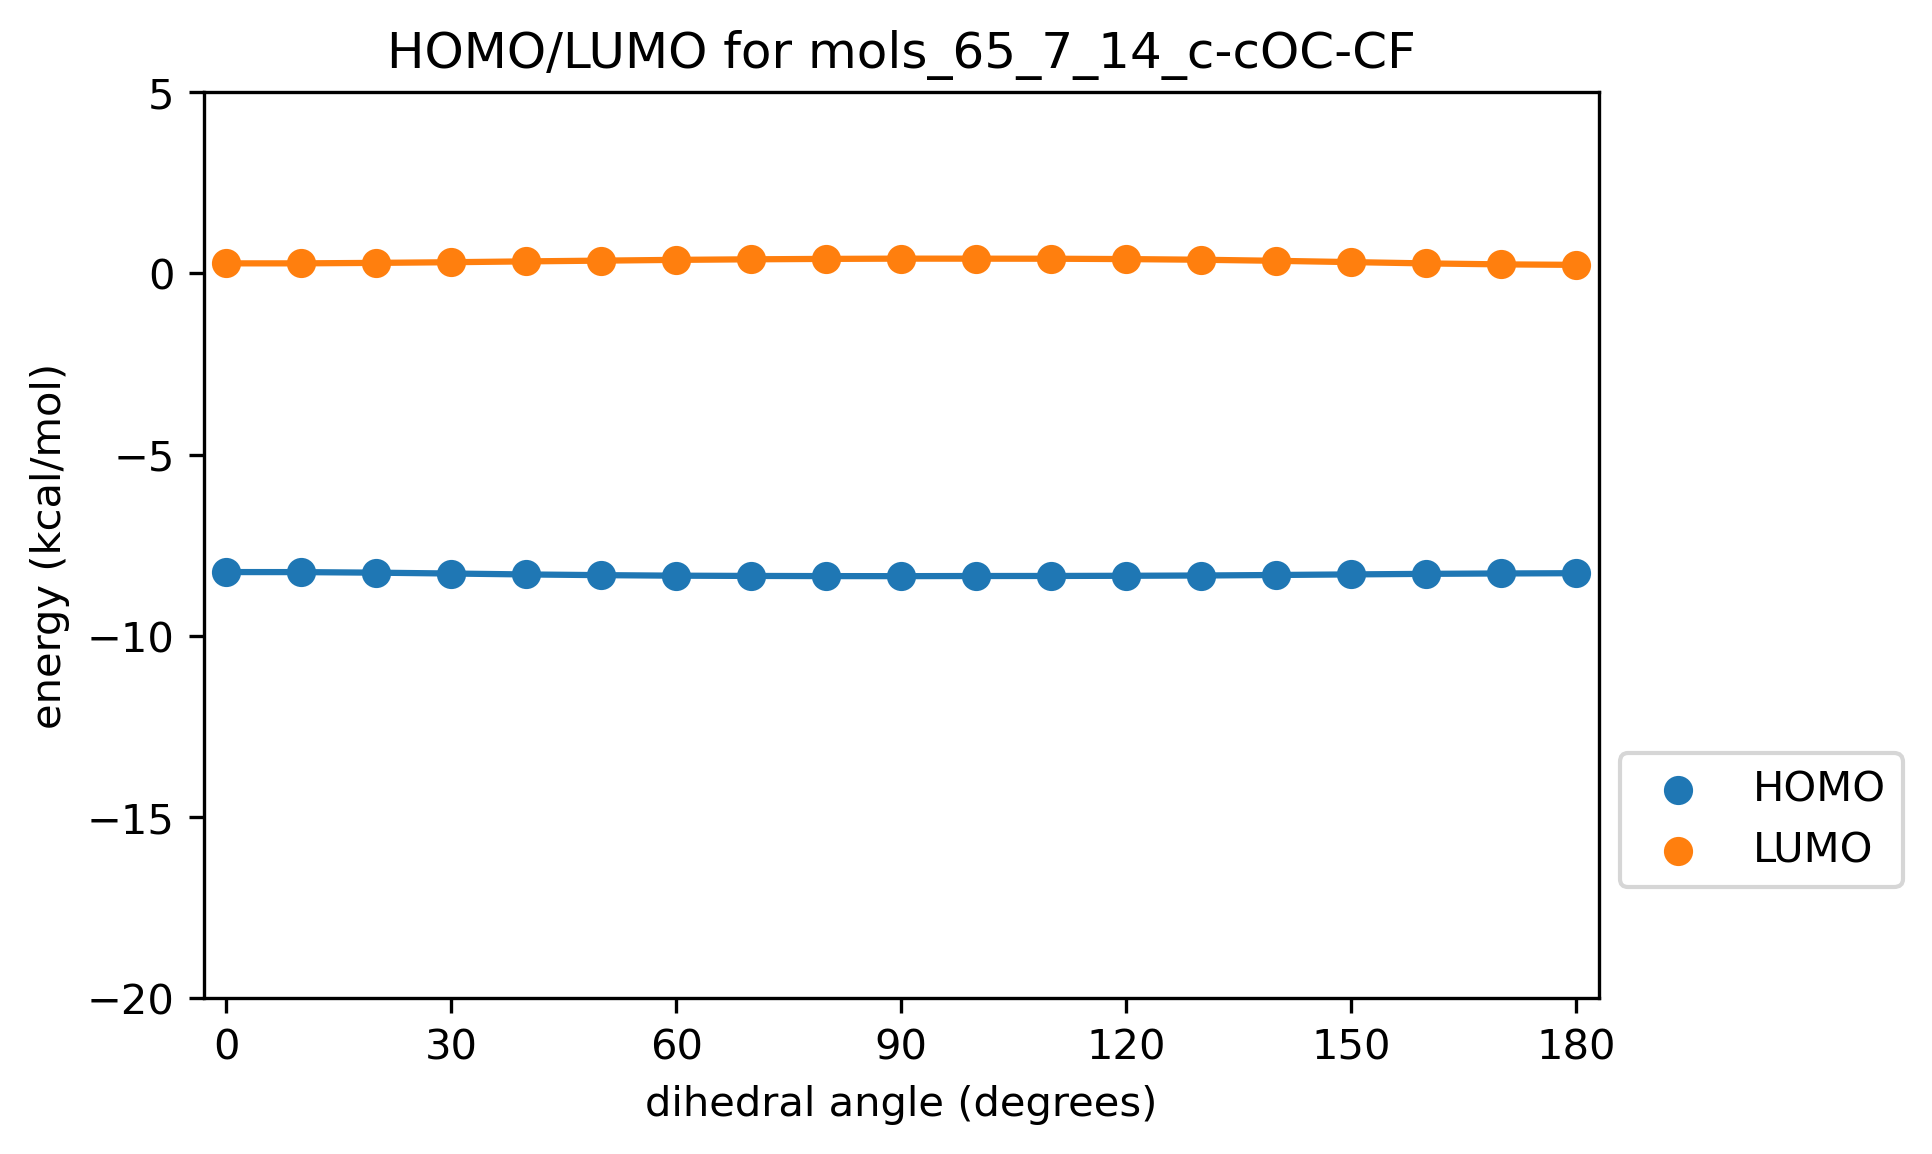 HOMO/LUMO for mols_65_7_14_c-cOC-CF
5
0
−5
−10
−15
−20
energy (kcal/mol)
0 30 60 90 120 150 180
dihedral angle (degrees)
HOMO
LUMO